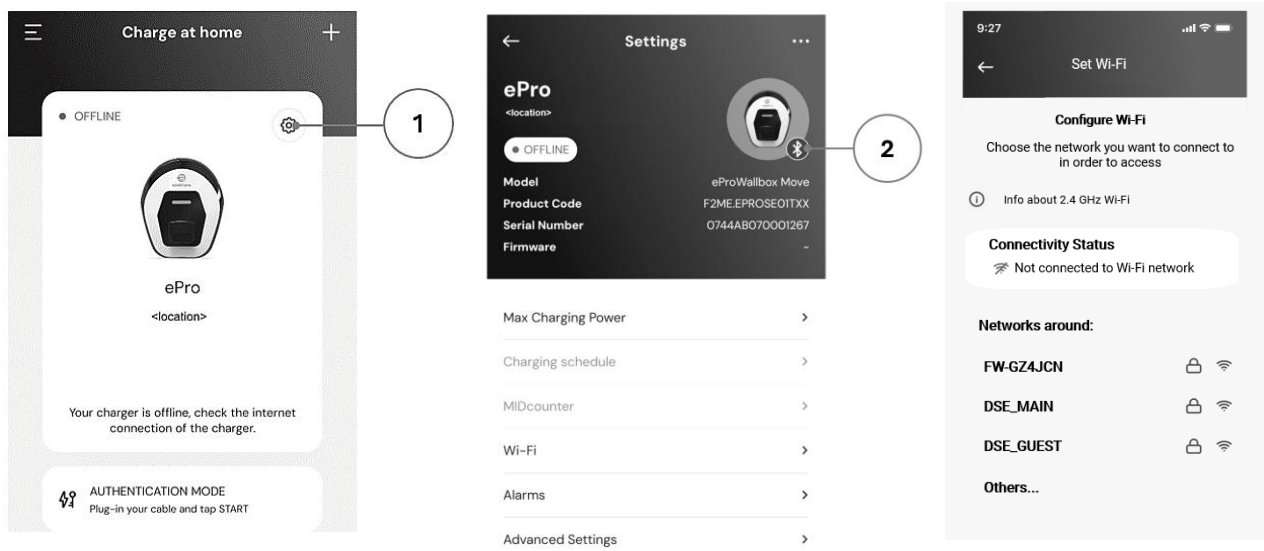 Charge at home
OFFLINE
ePro
<location>
Your charger is offline, check the internet
connection of the charger.
AUTHENTICATION MODE
Plug-in your cable and tap START
1
Settings
ePro
<location>
OFFLINE
Model eProWallbox Move
Product Code F2ME.EPROSE01TXX
Serial Number 0744AB070001267
Firmware -
2
Max Charging Power
Charging schedule
MIDcounter
Wi-Fi
Alarms
Advanced Settings
9:27
Set Wi-Fi
Configure Wi-Fi
Choose the network you want to connect to
in order to access
Info about 2.4 GHz Wi-Fi
Connectivity Status
Not connected to Wi-Fi network
Networks around:
FW-GZ4JCN
DSE_MAIN
DSE_GUEST
Others...